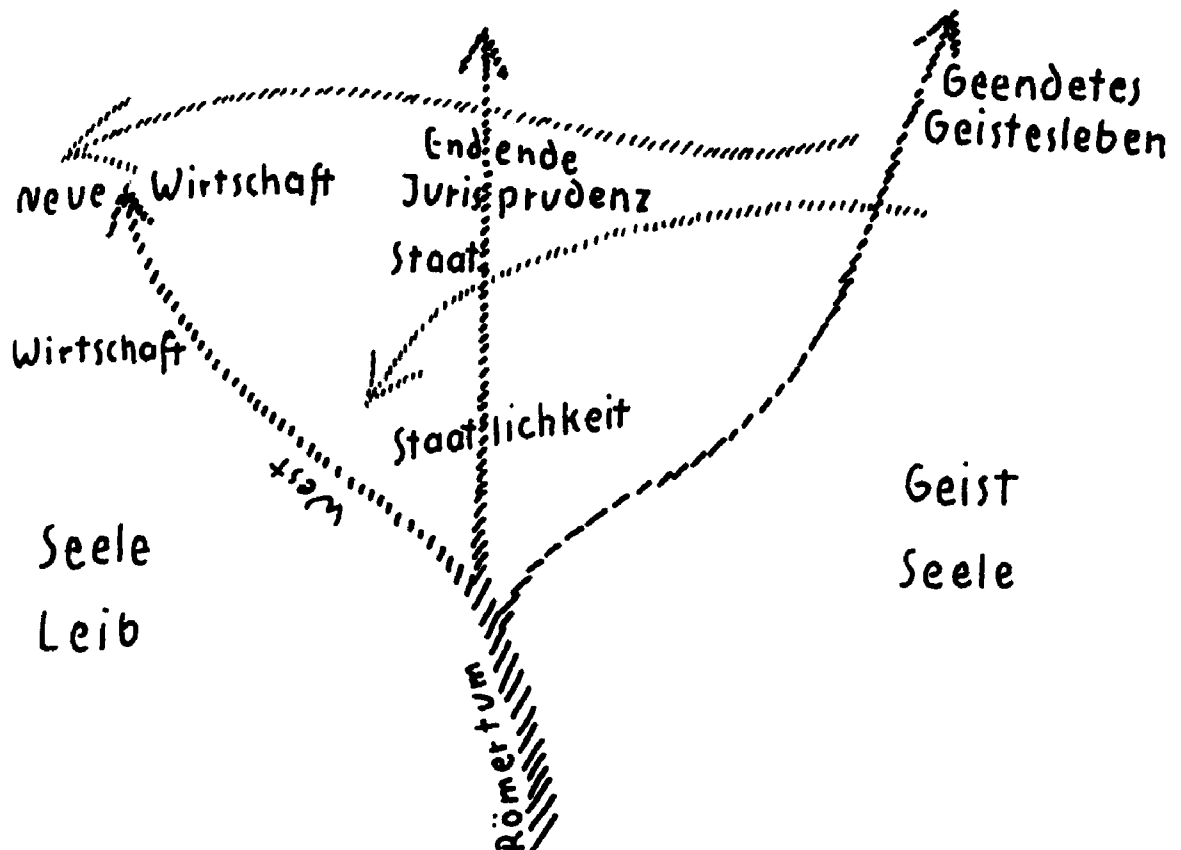 Geendetes
Geistesleben
Endende
Jurisprudenz
Neue Wirtschaft
Staat
Wirtschaft
Staatlichkeit
West
Geist
Seele
Seele
Leib
Römertum